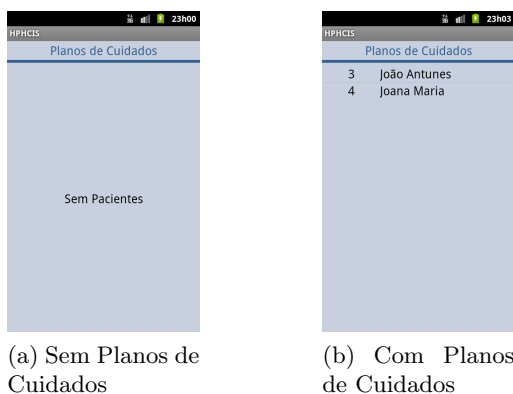 23h00
HPHCIS
Planos de Cuidados
Sem Pacientes
(a) Sem Planos de
Cuidados
23h03
HPHCIS
Planos de Cuidados
3 João Antunes
4 Joana Maria
(b) Com Planos
de Cuidados